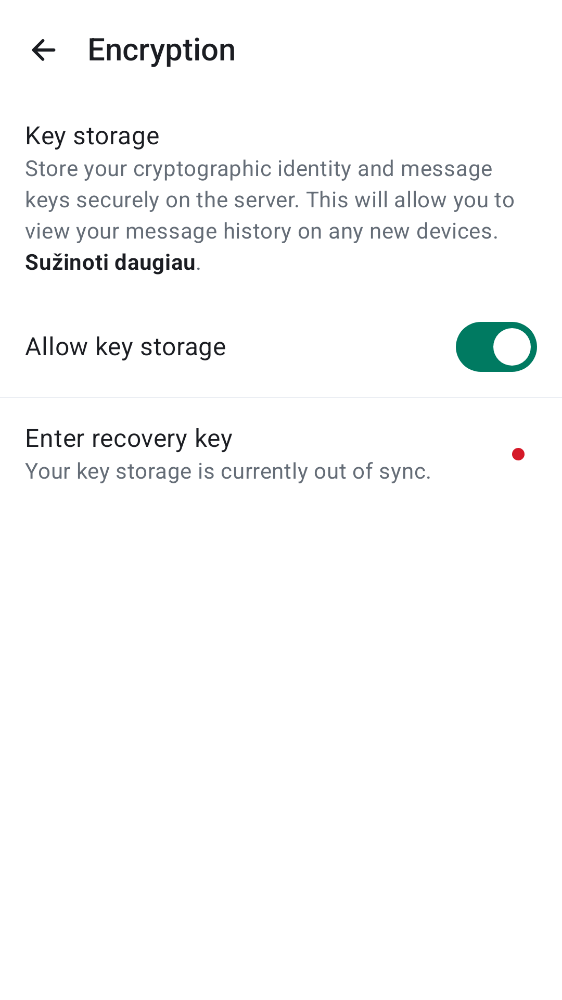 Encryption
Key storage
Store your cryptographic identity and message
keys securely on the server. This will allow you to
view your message history on any new devices.
Sužinoti daugiau.
Allow key storage
Enter recovery key
Your key storage is currently out of sync.